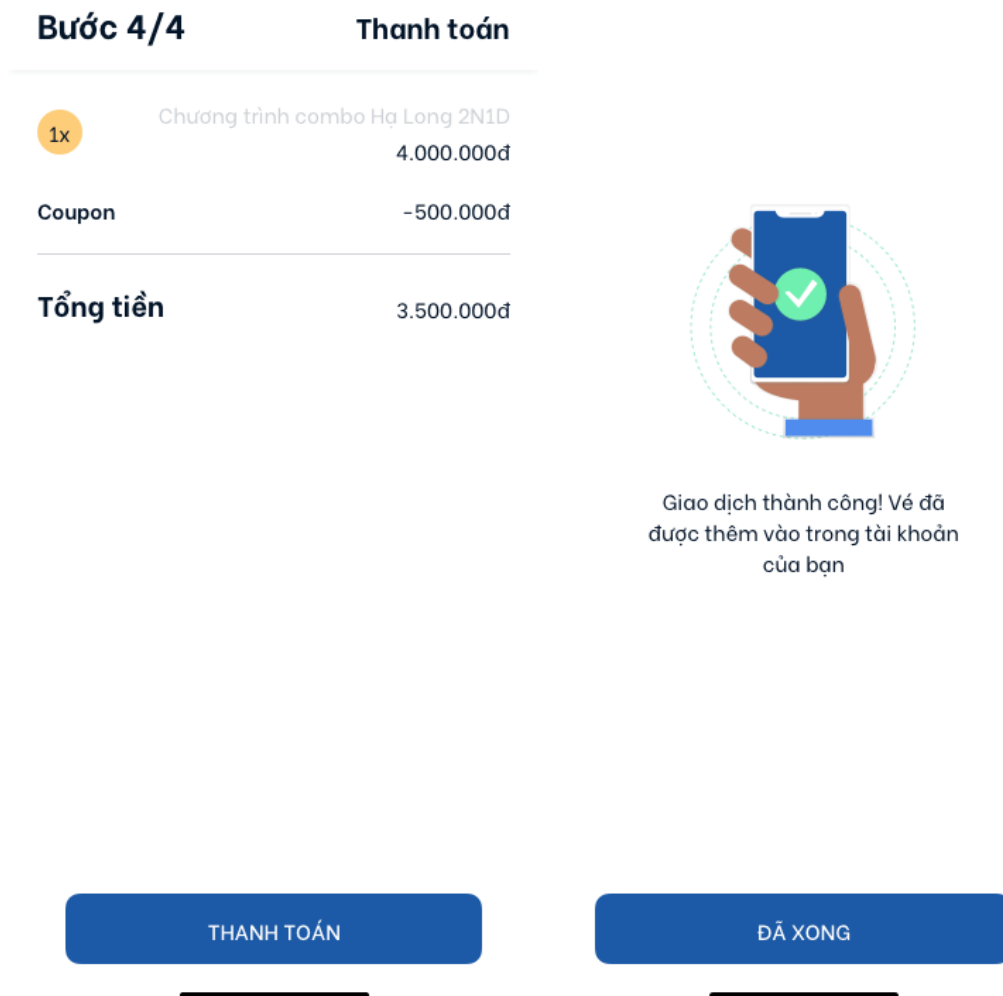 Bước 4/4
Thanh toán
1x
Chương trình combo Hạ Long 2N1D
4.000.000đ
Coupon
-500.000đ
Tổng tiền
3.500.000đ
THANH TOÁN
Giao dịch thành công! Vé đã
được thêm vào trong tài khoản
của bạn
ĐÃ XONG